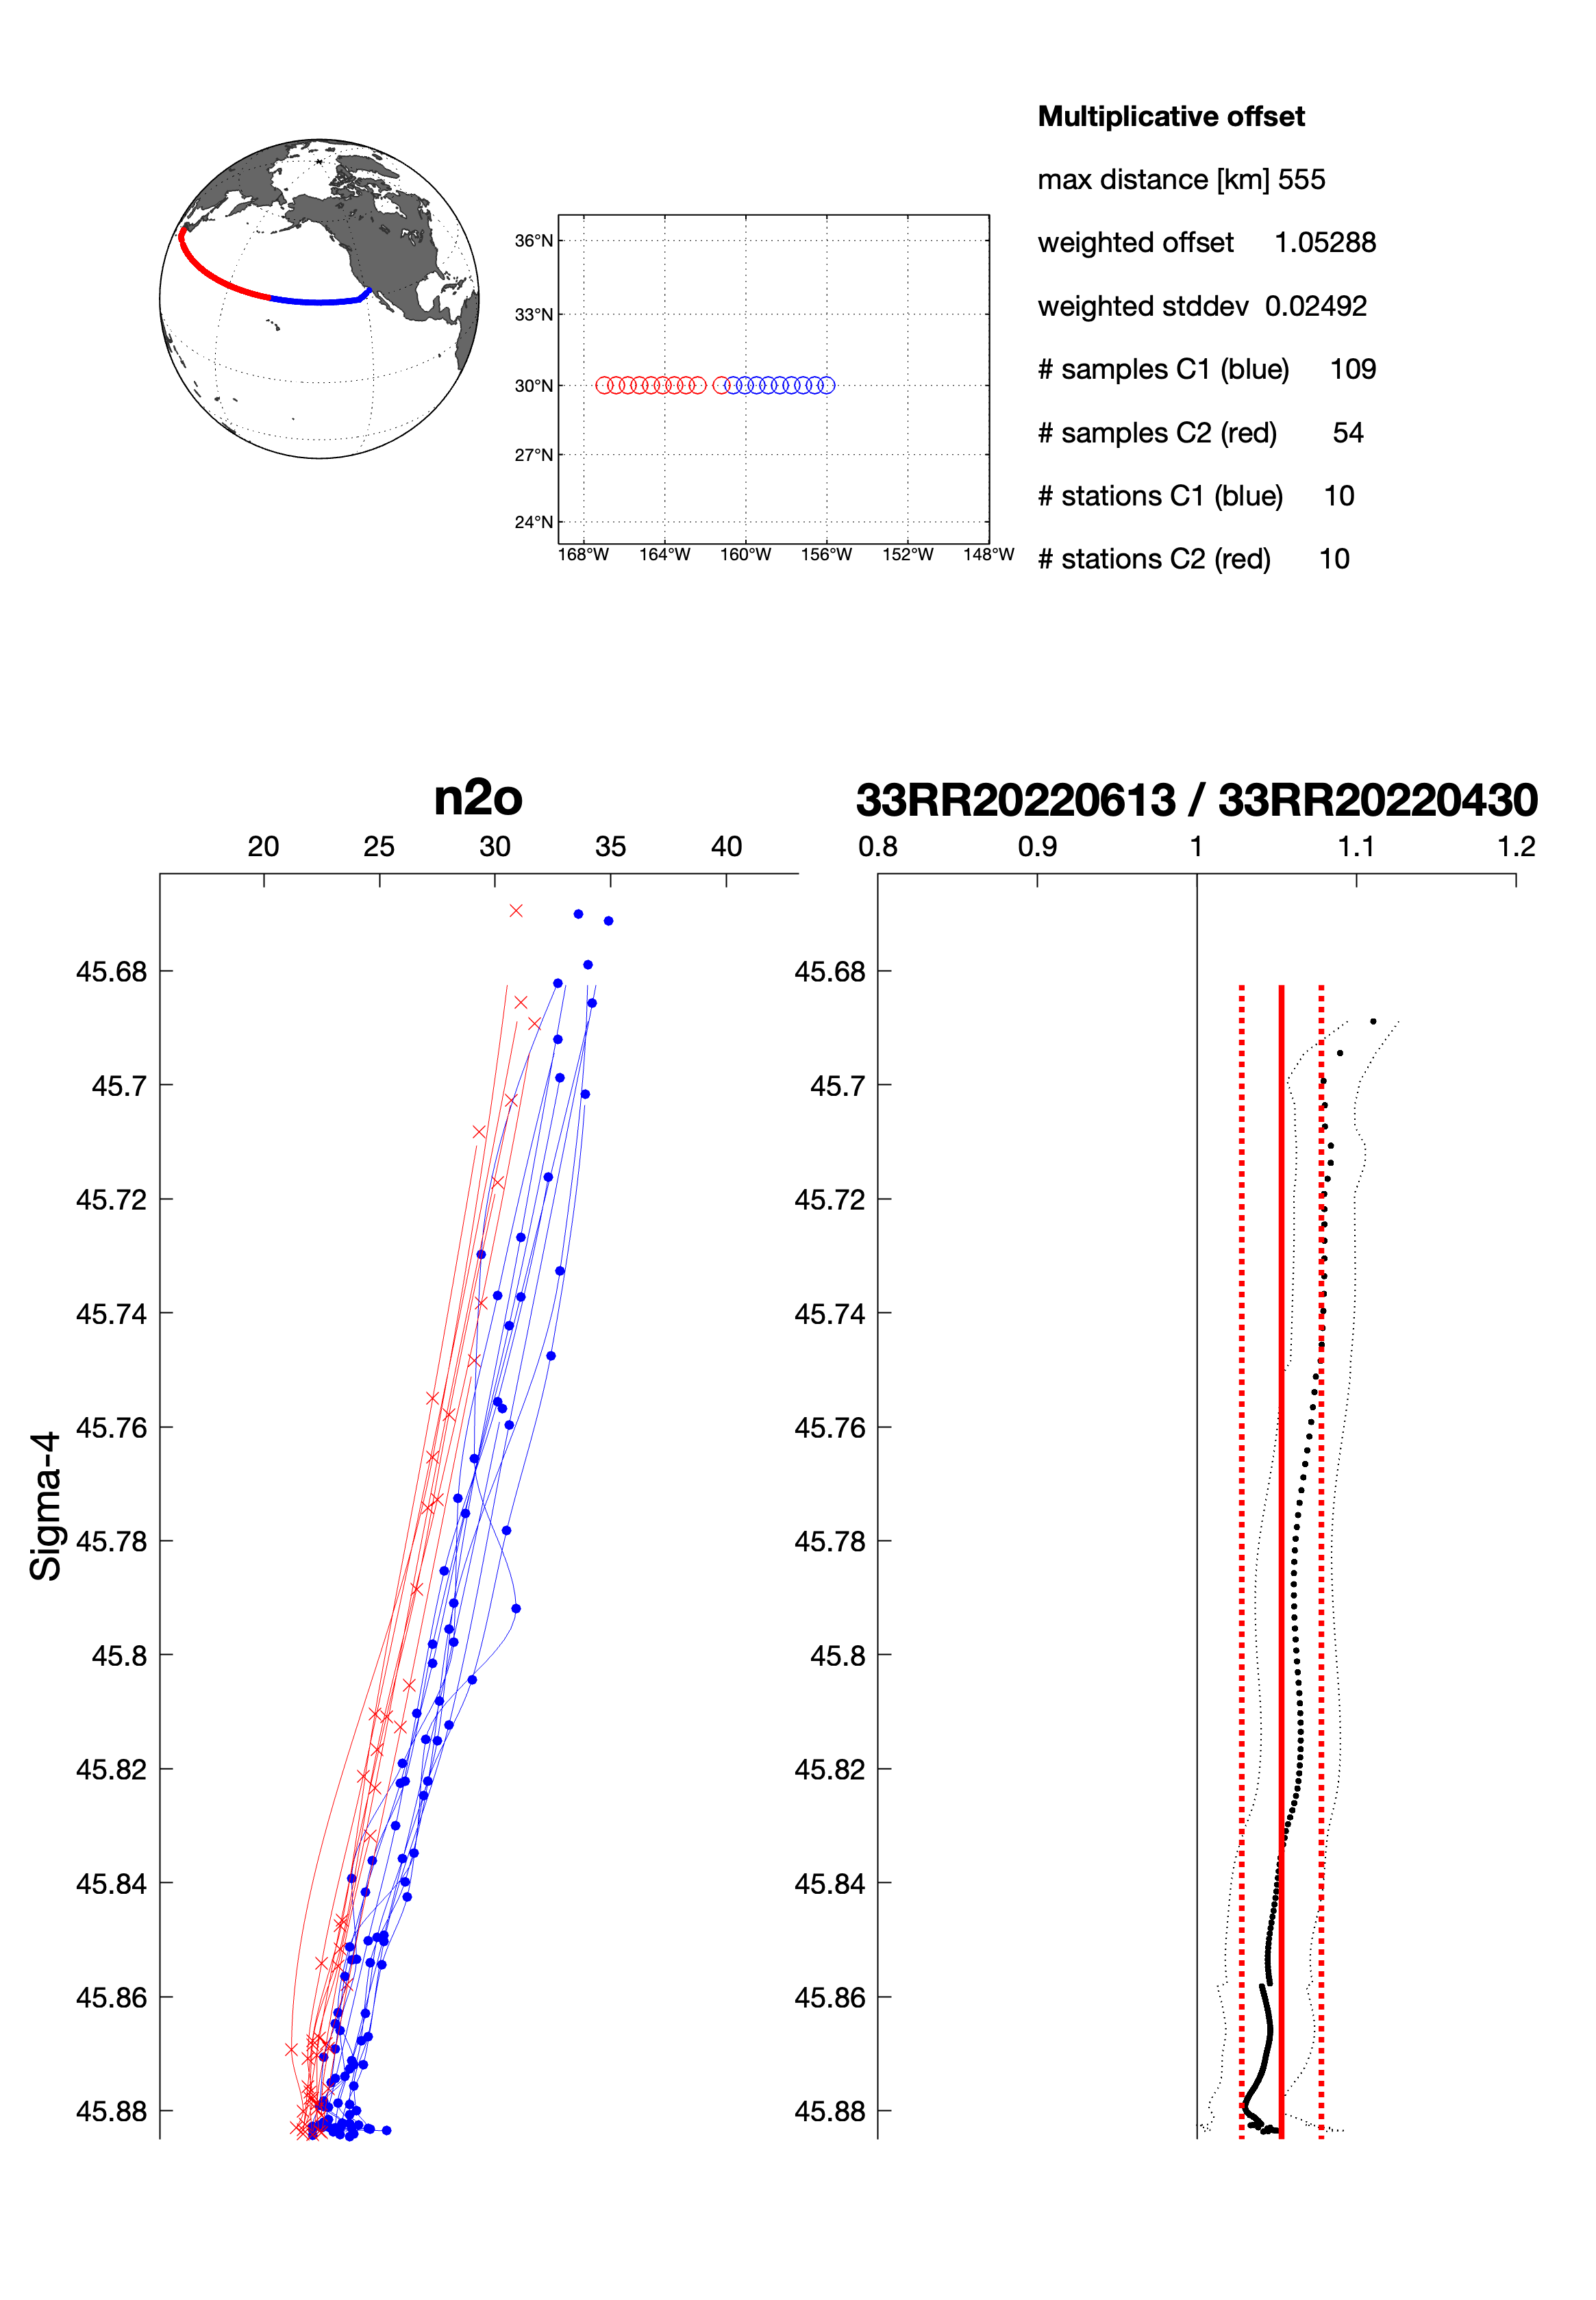 Multiplicative offset
max distance [km] 555
weighted offset 1.05288
weighted stddev 0.02492
# samples C1 (blue) 109
# samples C2 (red) 54
# stations C1 (blue) 10
# stations C2 (red) 10
36°N
33°N
30°N
27°N
24°N
168°W 164°W 160°W 156°W 152°W 148°W
n2o
20 25 30 35 40
45.68
45.7
45.72
45.74
45.76
45.78
45.8
45.82
45.84
45.86
45.88
Sigma-4
33RR20220613 / 33RR20220430
0.8 0.9 1 1.1 1.2
45.68
45.7
45.72
45.74
45.76
45.78
45.8
45.82
45.84
45.86
45.88